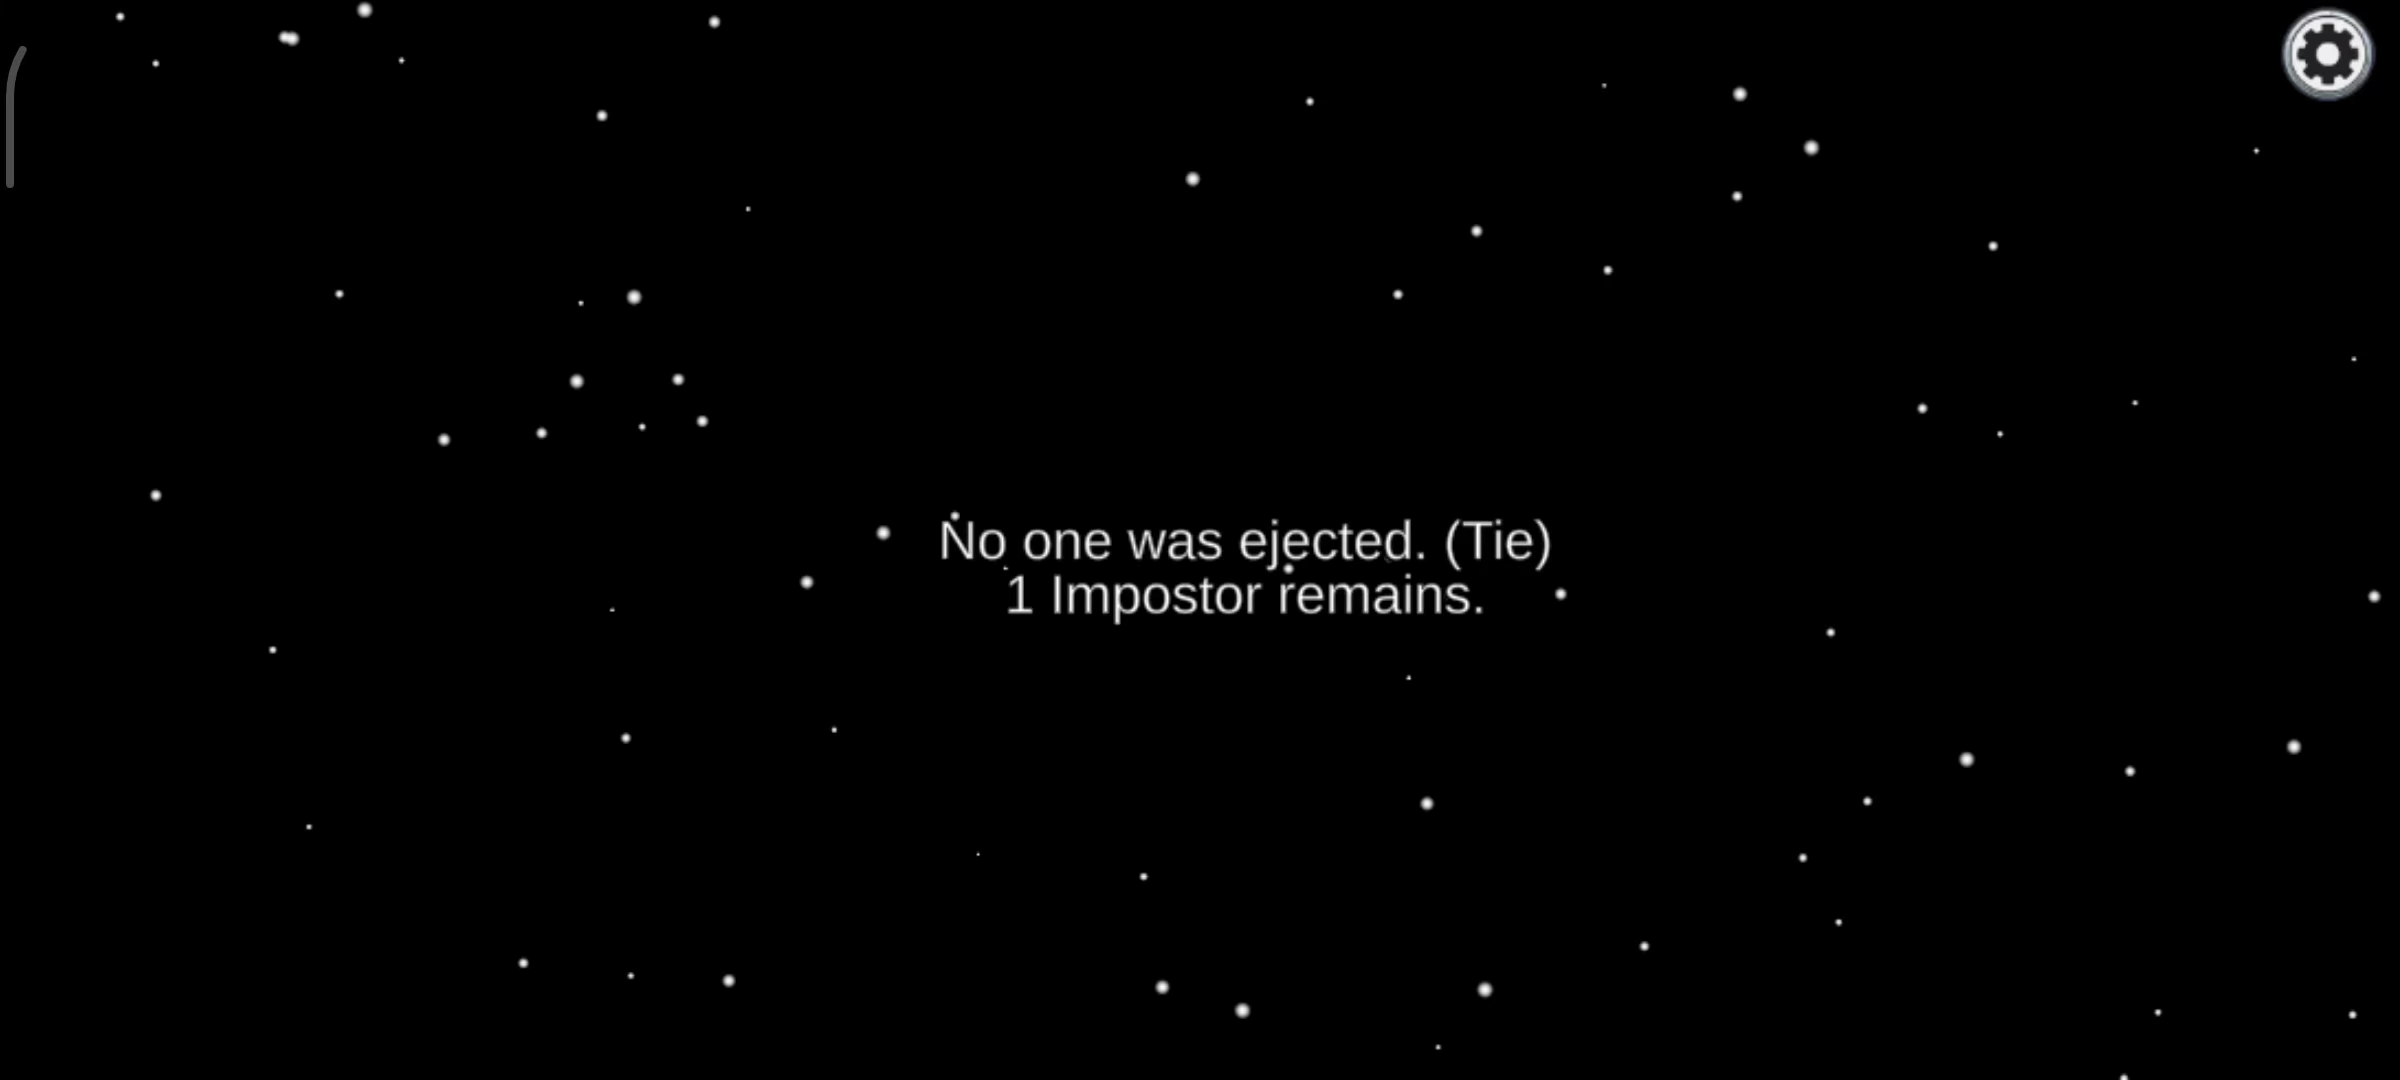 No one was ejected. (Tie)
1 Impostor remains.